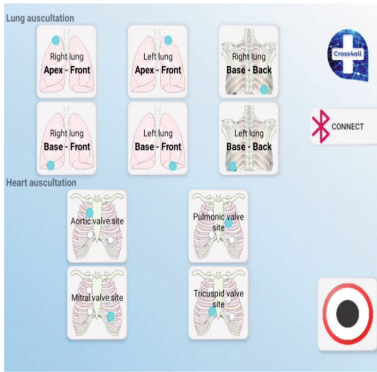 Lung auscultation
Right lung
Apex - Front
Left lung
Apex - Front
Right lung
Base - Back
Cross4all
Right lung
Base - Front
Left lung
Base - Front
Left lung
Base - Back
CONNECT
Heart auscultation
Aortic valve site
Pulmonic valve
site
Mitral valve site
Tricuspid valve
site